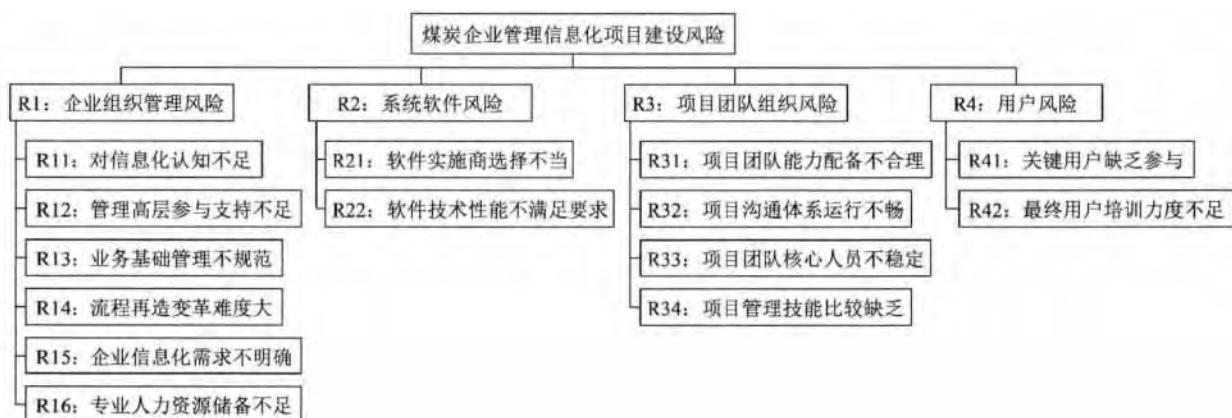 煤炭企业管理信息化项目建设风险
R1：企业组织管理风险
R11：对信息化认知不足
R12：管理高层参与支持不足
R13：业务基础管理不规范
R14：流程再造变革难度大
R15：企业信息化需求不明确
R16：专业人力资源储备不足
R2：系统软件风险
R21：软件实施商选择不当
R22：软件技术性能不满足要求
R3：项目团队组织风险
R31：项目团队能力配备不合理
R32：项目沟通体系运行不畅
R33：项目团队核心人员不稳定
R34：项目管理技能比较缺乏
R4：用户风险
R41：关键用户缺乏参与
R42：最终用户培训力度不足